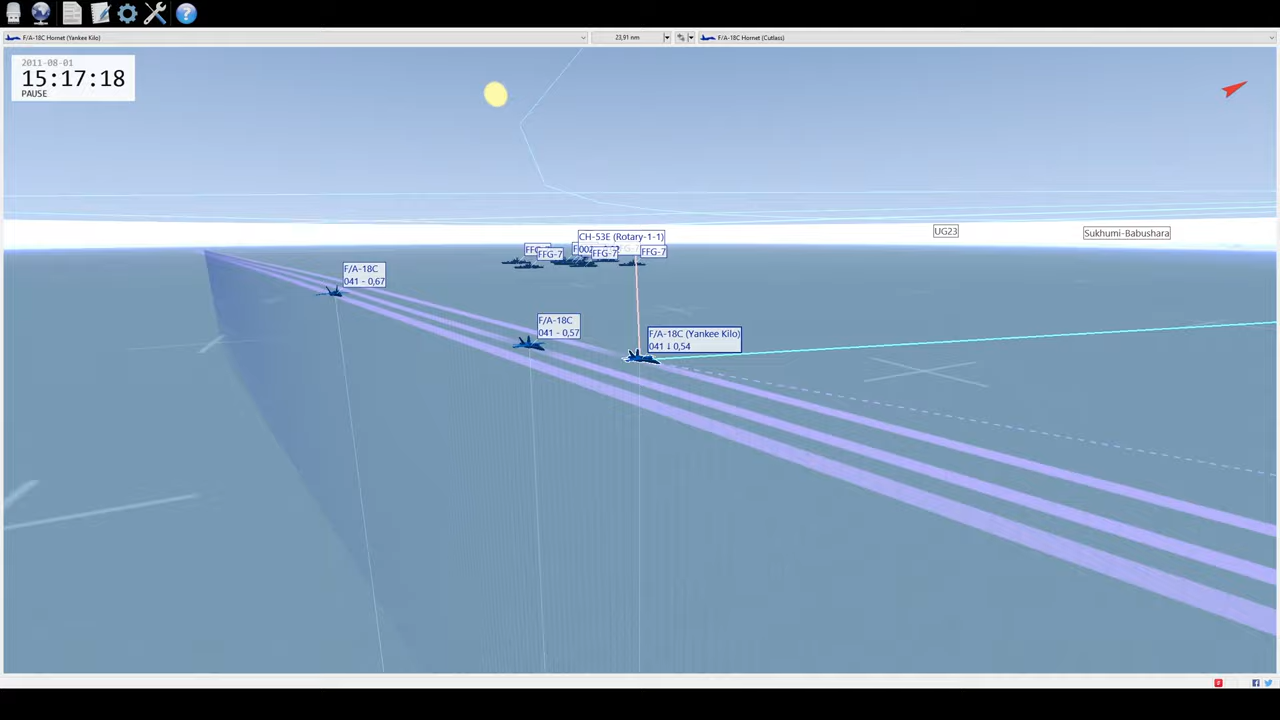 F/A-18C Hornet (Yankee Kilo)
23,91 nm
F/A-18C Hornet (Cutlass)
2011-08-01
15:17:18
PAUSE
UG23
Sukhumi-Babushara
CH-53E (Rotary-1-1)
FFG-7
FFG-7
FFG-7
F/A-18C
041 - 0,67
F/A-18C
041 - 0,57
F/A-18C (Yankee Kilo)
041 ↓ 0,54